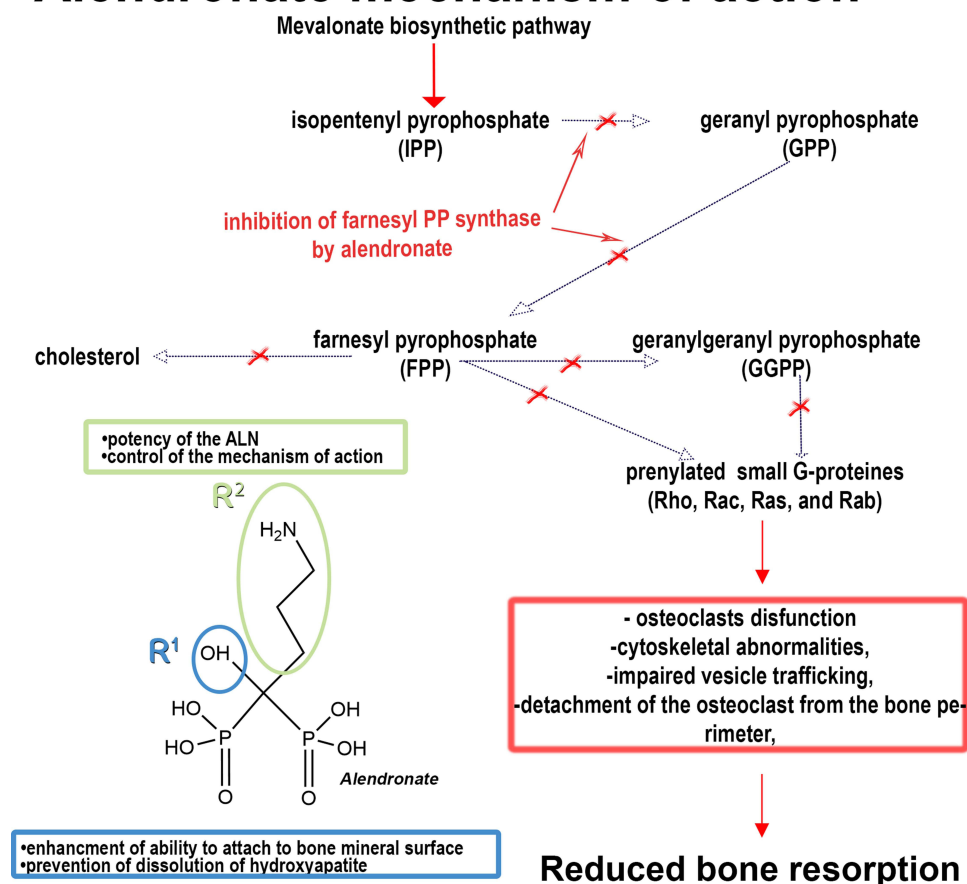 Alendronate mechanism of action
Mevalonate biosynthetic pathway
isopentenyl pyrophosphate
(IPP)
geranyl pyrophosphate
(GPP)
inhibition of farnesyl PP synthase
by alendronate
cholesterol
farnesyl pyrophosphate
(FPP)
geranylgeranyl pyrophosphate
(GGPP)
•potency of the ALN
•control of the mechanism of action
prenylated small G-proteines
(Rho, Rac, Ras, and Rab)
R²
H₂N
R¹
OH
HO
HO
P
O
P
OH
OH
O
Alendronate
- osteoclasts disfunction
-cytoskeletal abnormalities,
-impaired vesicle trafficking,
-detachment of the osteoclast from the bone pe-
rimeter,
•enhancment of ability to attach to bone mineral surface
•prevention of dissolution of hydroxyapatite
Reduced bone resorption